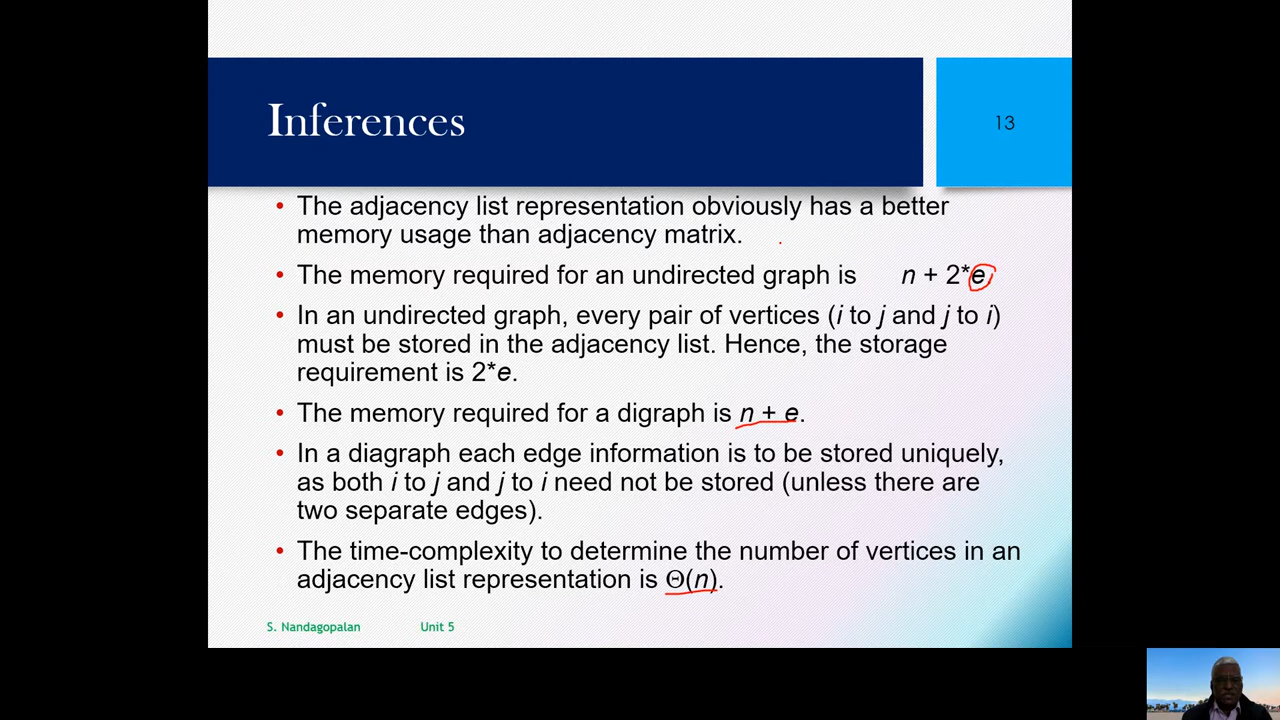 Inferences
13
• The adjacency list representation obviously has a better
memory usage than adjacency matrix.
• The memory required for an undirected graph is n + 2*e.
• In an undirected graph, every pair of vertices (i to j and j to i)
must be stored in the adjacency list. Hence, the storage
requirement is 2*e.
• The memory required for a digraph is n + e.
• In a diagraph each edge information is to be stored uniquely,
as both i to j and j to i need not be stored (unless there are
two separate edges).
• The time-complexity to determine the number of vertices in an
adjacency list representation is Θ(n).
S. Nandagopalan Unit 5